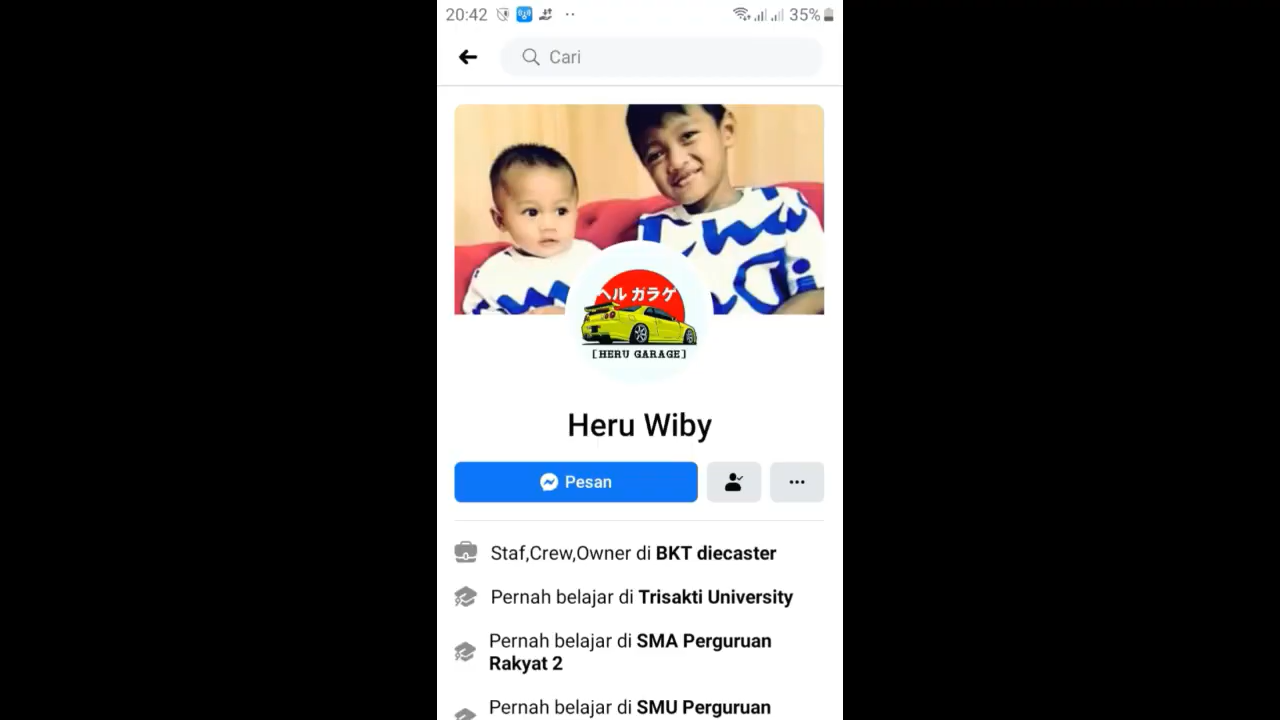 20:42
35%
Cari
ヘル ガラゲ
[HERU GARAGE]
Heru Wiby
Pesan
Staf,Crew,Owner di BKT diecaster
Pernah belajar di Trisakti University
Pernah belajar di SMA Perguruan
Rakyat 2
Pernah belajar di SMU Perguruan